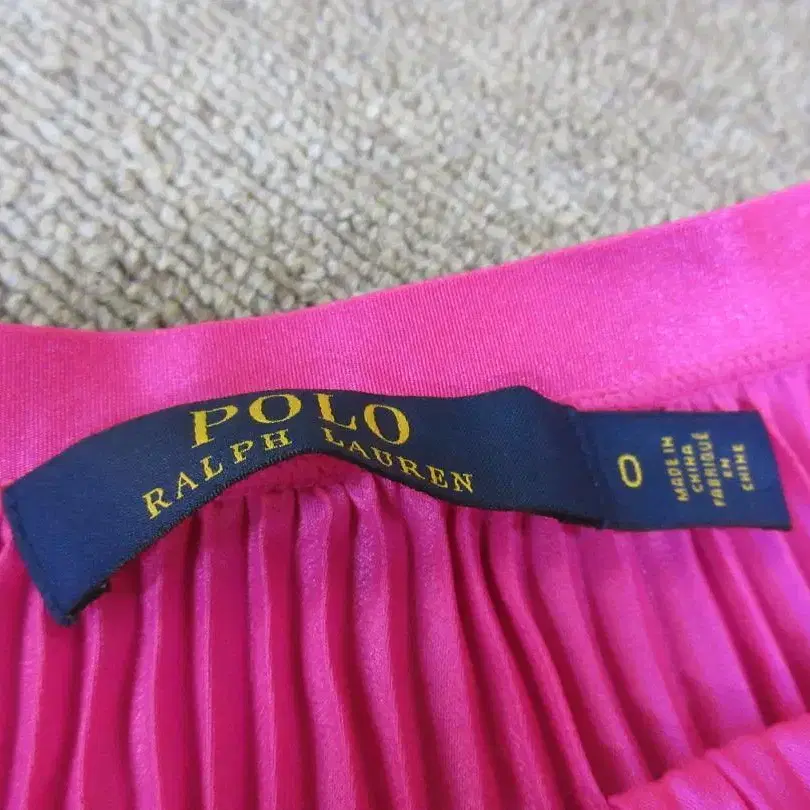 POLO
RALPH LAUREN
0
MADE IN
CHINA
FABRIQUÉ
EN
CHINE